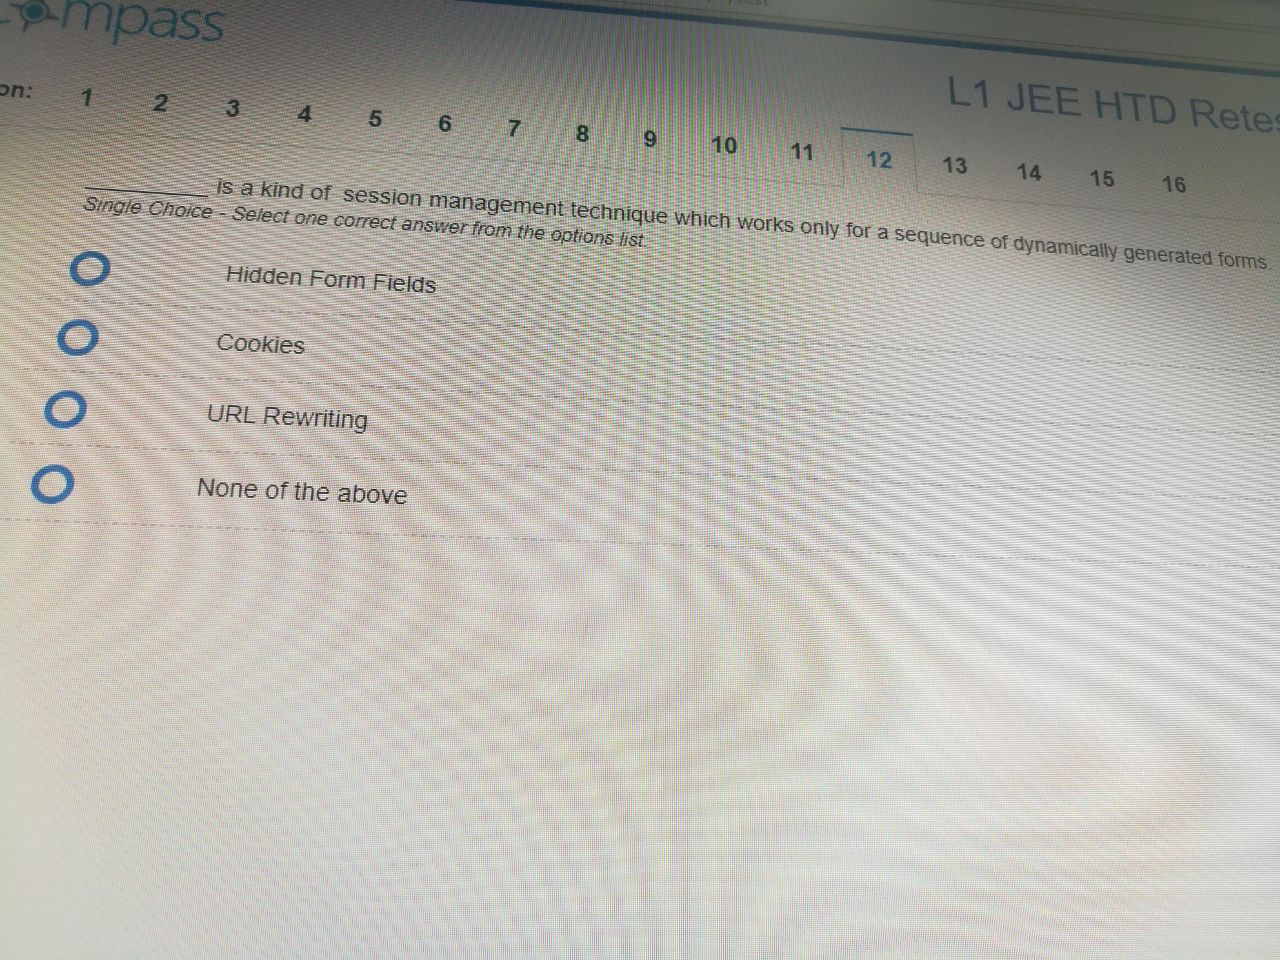 mpass
L1 JEE HTD
on: 1 2 3 4 5 6 7 8 9 10 11 12 13 14 15 16
__________ is a kind of session management technique which works only for a sequence of dynamically generated forms.
Single Choice - Select one correct answer from the options list.
Hidden Form Fields
Cookies
URL Rewriting
None of the above